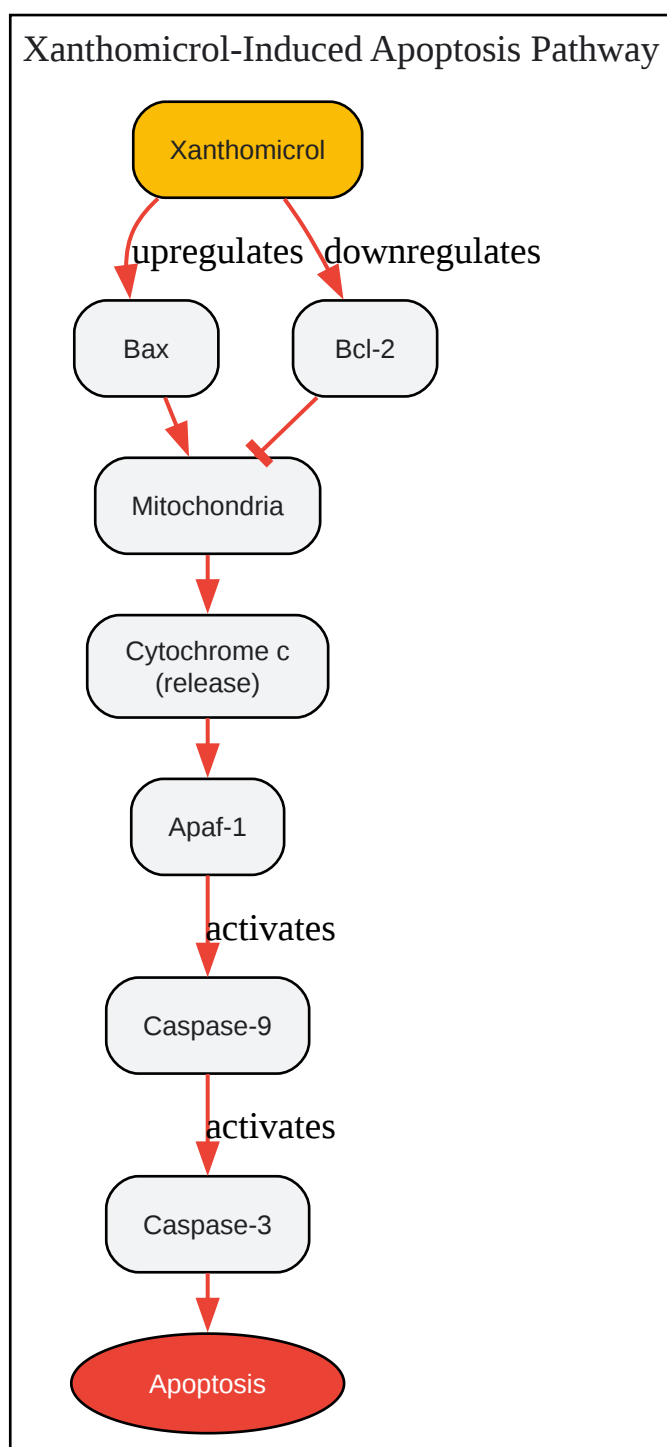 Xanthomicrol-Induced Apoptosis Pathway
Xanthomicrol
upregulates
downregulates
Bax
Bcl-2
Mitochondria
Cytochrome c
(release)
Apaf-1
activates
Caspase-9
activates
Caspase-3
Apoptosis